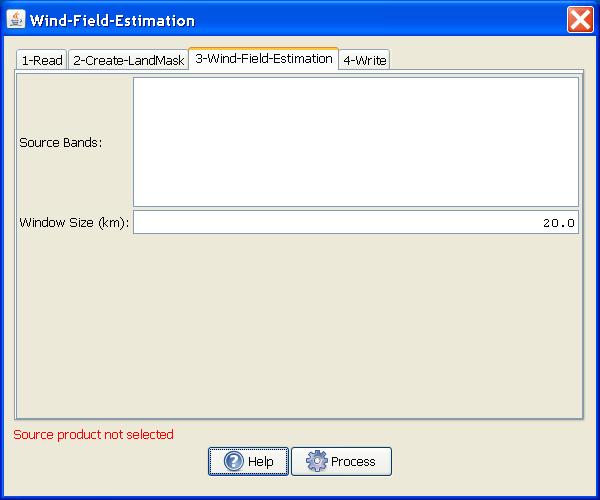 Wind-Field-Estimation
1-Read 2-Create-LandMask 3-Wind-Field-Estimation 4-Write
Source Bands:
Window Size (km): 20.0
Source product not selected
Help Process